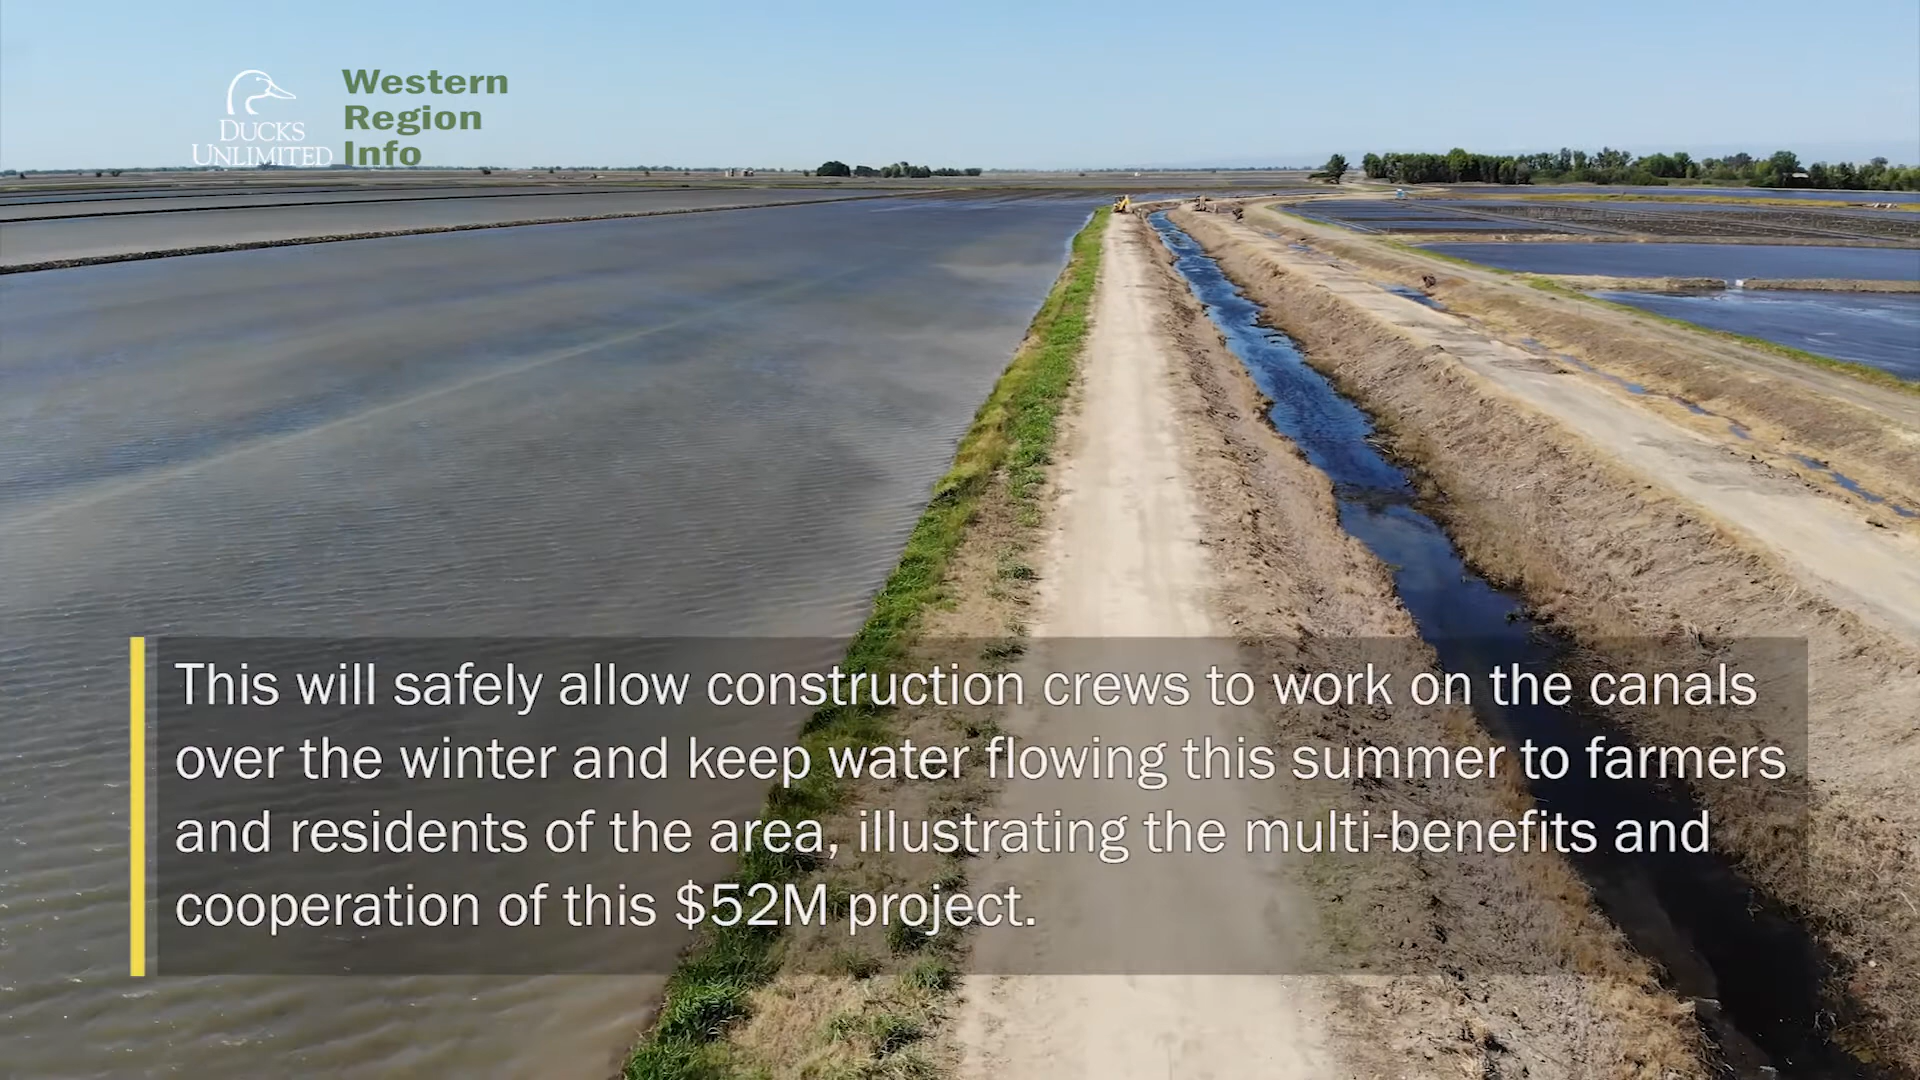 DUCKS
UNLIMITED
Western
Region
Info
This will safely allow construction crews to work on the canals
over the winter and keep water flowing this summer to farmers
and residents of the area, illustrating the multi-benefits and
cooperation of this $52M project.